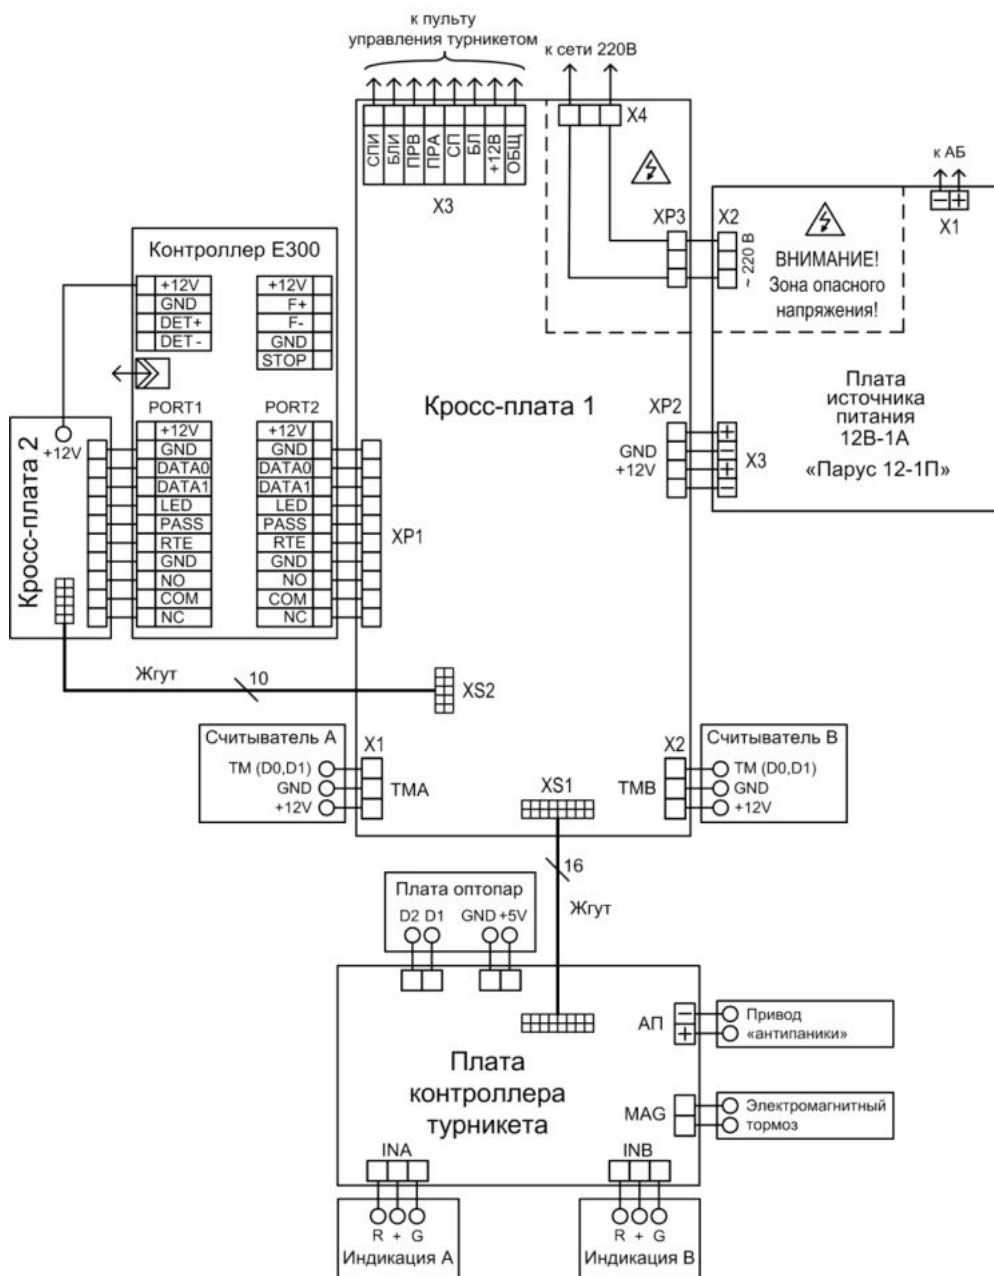 к пульту
управления турникетом
к сети 220В
СПИ
БЛИ
ПРВ
ПРА
СП
БЛ
+12В
ОБЩ
X3
X4
к АБ
− +
X1
XP3
X2
~ 220 В
ВНИМАНИЕ!
Зона опасного
напряжения!
Контроллер E300
+12V
GND
DET+
DET -
+12V
F+
F-
GND
STOP
Кросс-плата 1
Плата
источника
питания
12В-1А
«Парус 12-1П»
XP2
GND
+12V
+
−
+
−
X3
Кросс-плата 2
+12V
PORT1
+12V
GND
DATA0
DATA1
LED
PASS
RTE
GND
NO
COM
NC
PORT2
+12V
GND
DATA0
DATA1
LED
PASS
RTE
GND
NO
COM
NC
XP1
Жгут
10
XS2
Считыватель А
TM (D0,D1)
GND
+12V
X1
TMA
XS1
X2
TMB
Считыватель В
TM (D0,D1)
GND
+12V
16
Жгут
Плата оптопар
D2 D1 GND +5V
Плата
контроллера
турникета
АП
−
+
Привод
«антипаники»
MAG
Электромагнитный
тормоз
INA
INB
R + G
Индикация А
R + G
Индикация В